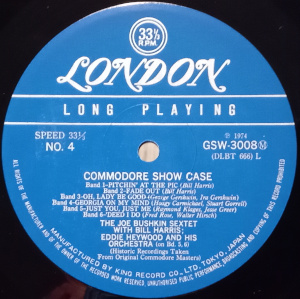 33⅓
R.P.M.
LONDON
LONG PLAYING
SPEED 33⅓
NO. 4
℗ 1974
GSW-3008 Ⓜ
(DLBT 666) L
COMMODORE SHOW CASE
Band 1-PITCHIN' AT THE PIC (Bill Harris)
Band 2-FADE OUT (Bill Harris)
Band 3-OH, LADY BE GOOD (George Gershwin, Ira Gershwin)
Band 4-GEORGIA ON MY MIND (Hoagy Carmichael, Stuart Gorrell)
Band 5-JUST YOU, JUST ME (Raymond Klages, Jesse Greer)
Band 6-'DEED I DO (Fred Rose, Walter Hirsch)
THE JOE BUSHKIN SEXTET
WITH BILL HARRIS:
ADDIE HEYWOOD AND HIS
ORCHESTRA (on Bd. 5, 6)
(Historic Recordings Taken
From Original Commodore Masters)
ALL RIGHTS OF THE MANUFACTURER AND OF THE OWNER OF THE RECORDED WORK RESERVED UNAUTHORISED PUBLIC PERFORMANCE, BROADCASTING AND COPYING OF THIS RECORD PROHIBITED
MANUFACTURED BY KING RECORD CO., LTD., TOKYO, JAPAN